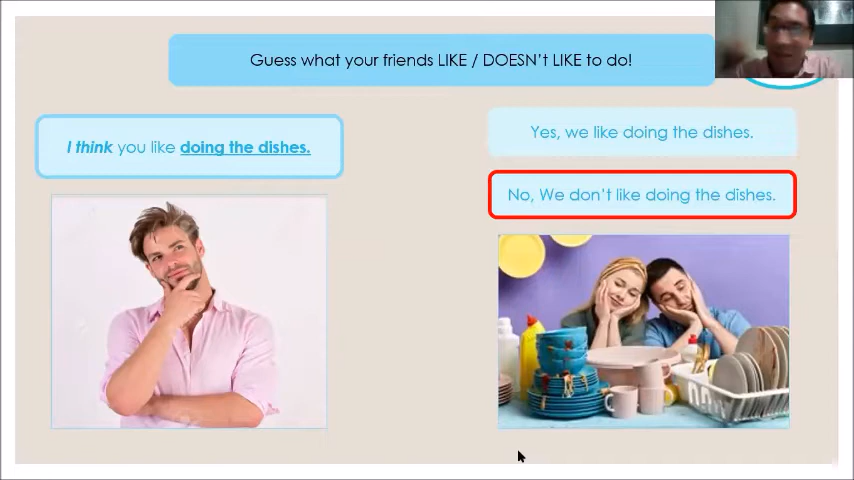 Guess what your friends LIKE / DOESN't LIKE to do!
I think you like doing the dishes.
Yes, we like doing the dishes.
No, We don't like doing the dishes.